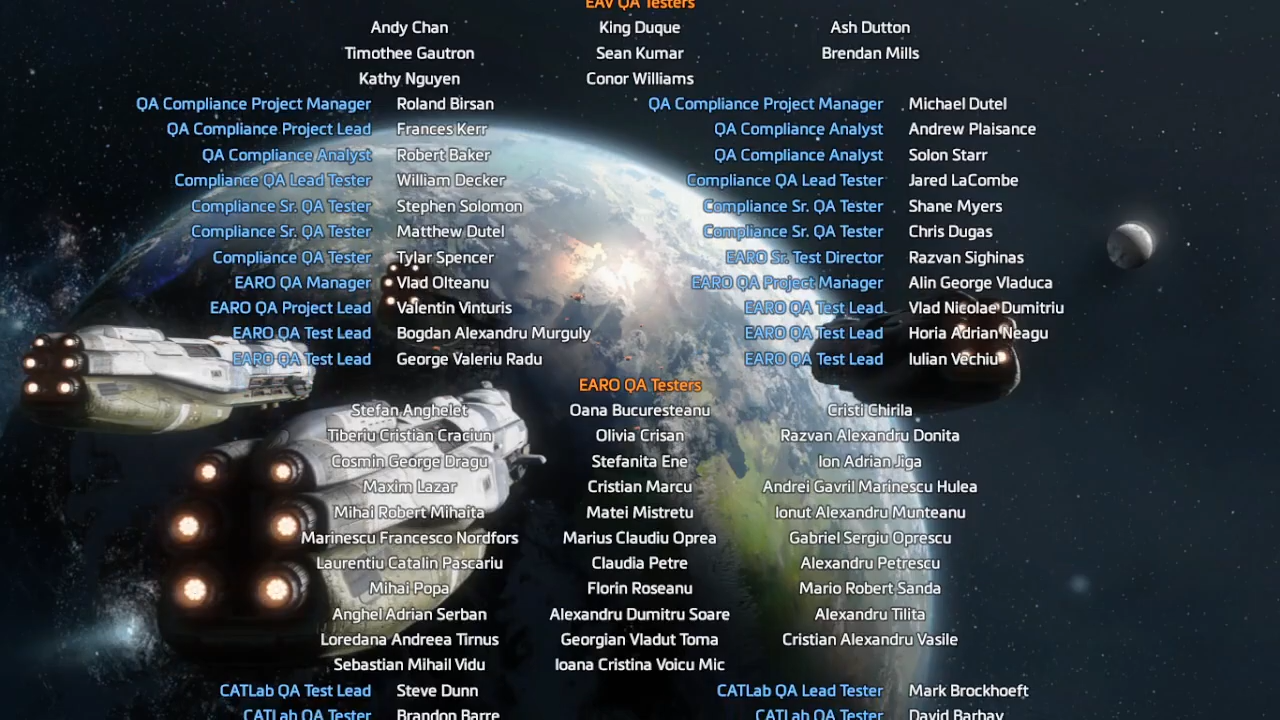 EAV QA Testers
Andy Chan King Duque Ash Dutton
Timothee Gautron Sean Kumar Brendan Mills
Kathy Nguyen Conor Williams
QA Compliance Project Manager Roland Birsan QA Compliance Project Manager Michael Dutel
QA Compliance Project Lead Frances Kerr QA Compliance Analyst Andrew Plaisance
QA Compliance Analyst Robert Baker QA Compliance Analyst Solon Starr
Compliance QA Lead Tester William Decker Compliance QA Lead Tester Jared LaCombe
Compliance Sr. QA Tester Stephen Solomon Compliance Sr. QA Tester Shane Myers
Compliance Sr. QA Tester Matthew Dutel Compliance Sr. QA Tester Chris Dugas
Compliance QA Tester Tylar Spencer EARO Sr. Test Director Razvan Sighinas
EARO QA Manager Vlad Olteanu EARO QA Project Manager Alin George Vladuca
EARO QA Project Lead Valentin Vinturis EARO QA Test Lead Vlad Nicolae Dumitriu
EARO QA Test Lead Bogdan Alexandru Murguly EARO QA Test Lead Horia Adrian Neagu
EARO QA Test Lead George Valeriu Radu EARO QA Test Lead Iulian Vechiu
EARO QA Testers
Stefan Anghelet Oana Bucuresteanu Cristi Chirila
Tiberiu Cristian Craciun Olivia Crisan Razvan Alexandru Donita
Cosmin George Dragu Stefanita Ene Ion Adrian Jiga
Maxim Lazar Cristian Marcu Andrei Gavril Marinescu Hulea
Mihai Robert Mihaita Matei Mistretu Ionut Alexandru Munteanu
Marinescu Francesco Nordfors Marius Claudiu Oprea Gabriel Sergiu Oprescu
Laurentiu Catalin Pascariu Claudia Petre Alexandru Petrescu
Mihai Popa Florin Roseanu Mario Robert Sanda
Anghel Adrian Serban Alexandru Dumitru Soare Alexandru Tilita
Loredana Andreea Tirnus Georgian Vladut Toma Cristian Alexandru Vasile
Sebastian Mihail Vidu Ioana Cristina Voicu Mic
CATLab QA Test Lead Steve Dunn CATLab QA Lead Tester Mark Brockhoeft
CATLab QA Tester Brandon Barre CATLab QA Tester David Barbay